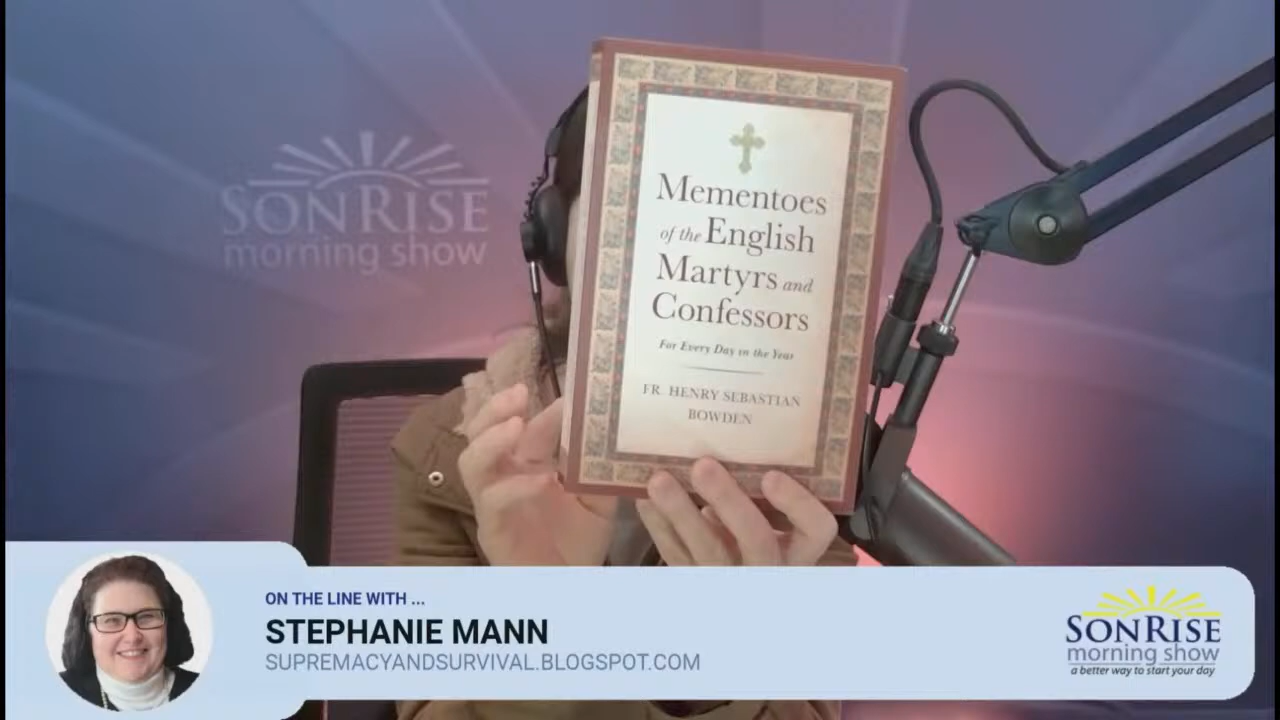 SONRISE
morning show
Mementoes
of the English
Martyrs and
Confessors
For Every Day in the Year
FR. HENRY SEBASTIAN
BOWDEN
ON THE LINE WITH ...
STEPHANIE MANN
SUPREMACYANDSURVIVAL.BLOGSPOT.COM
SONRISE
morning show
a better way to start your day